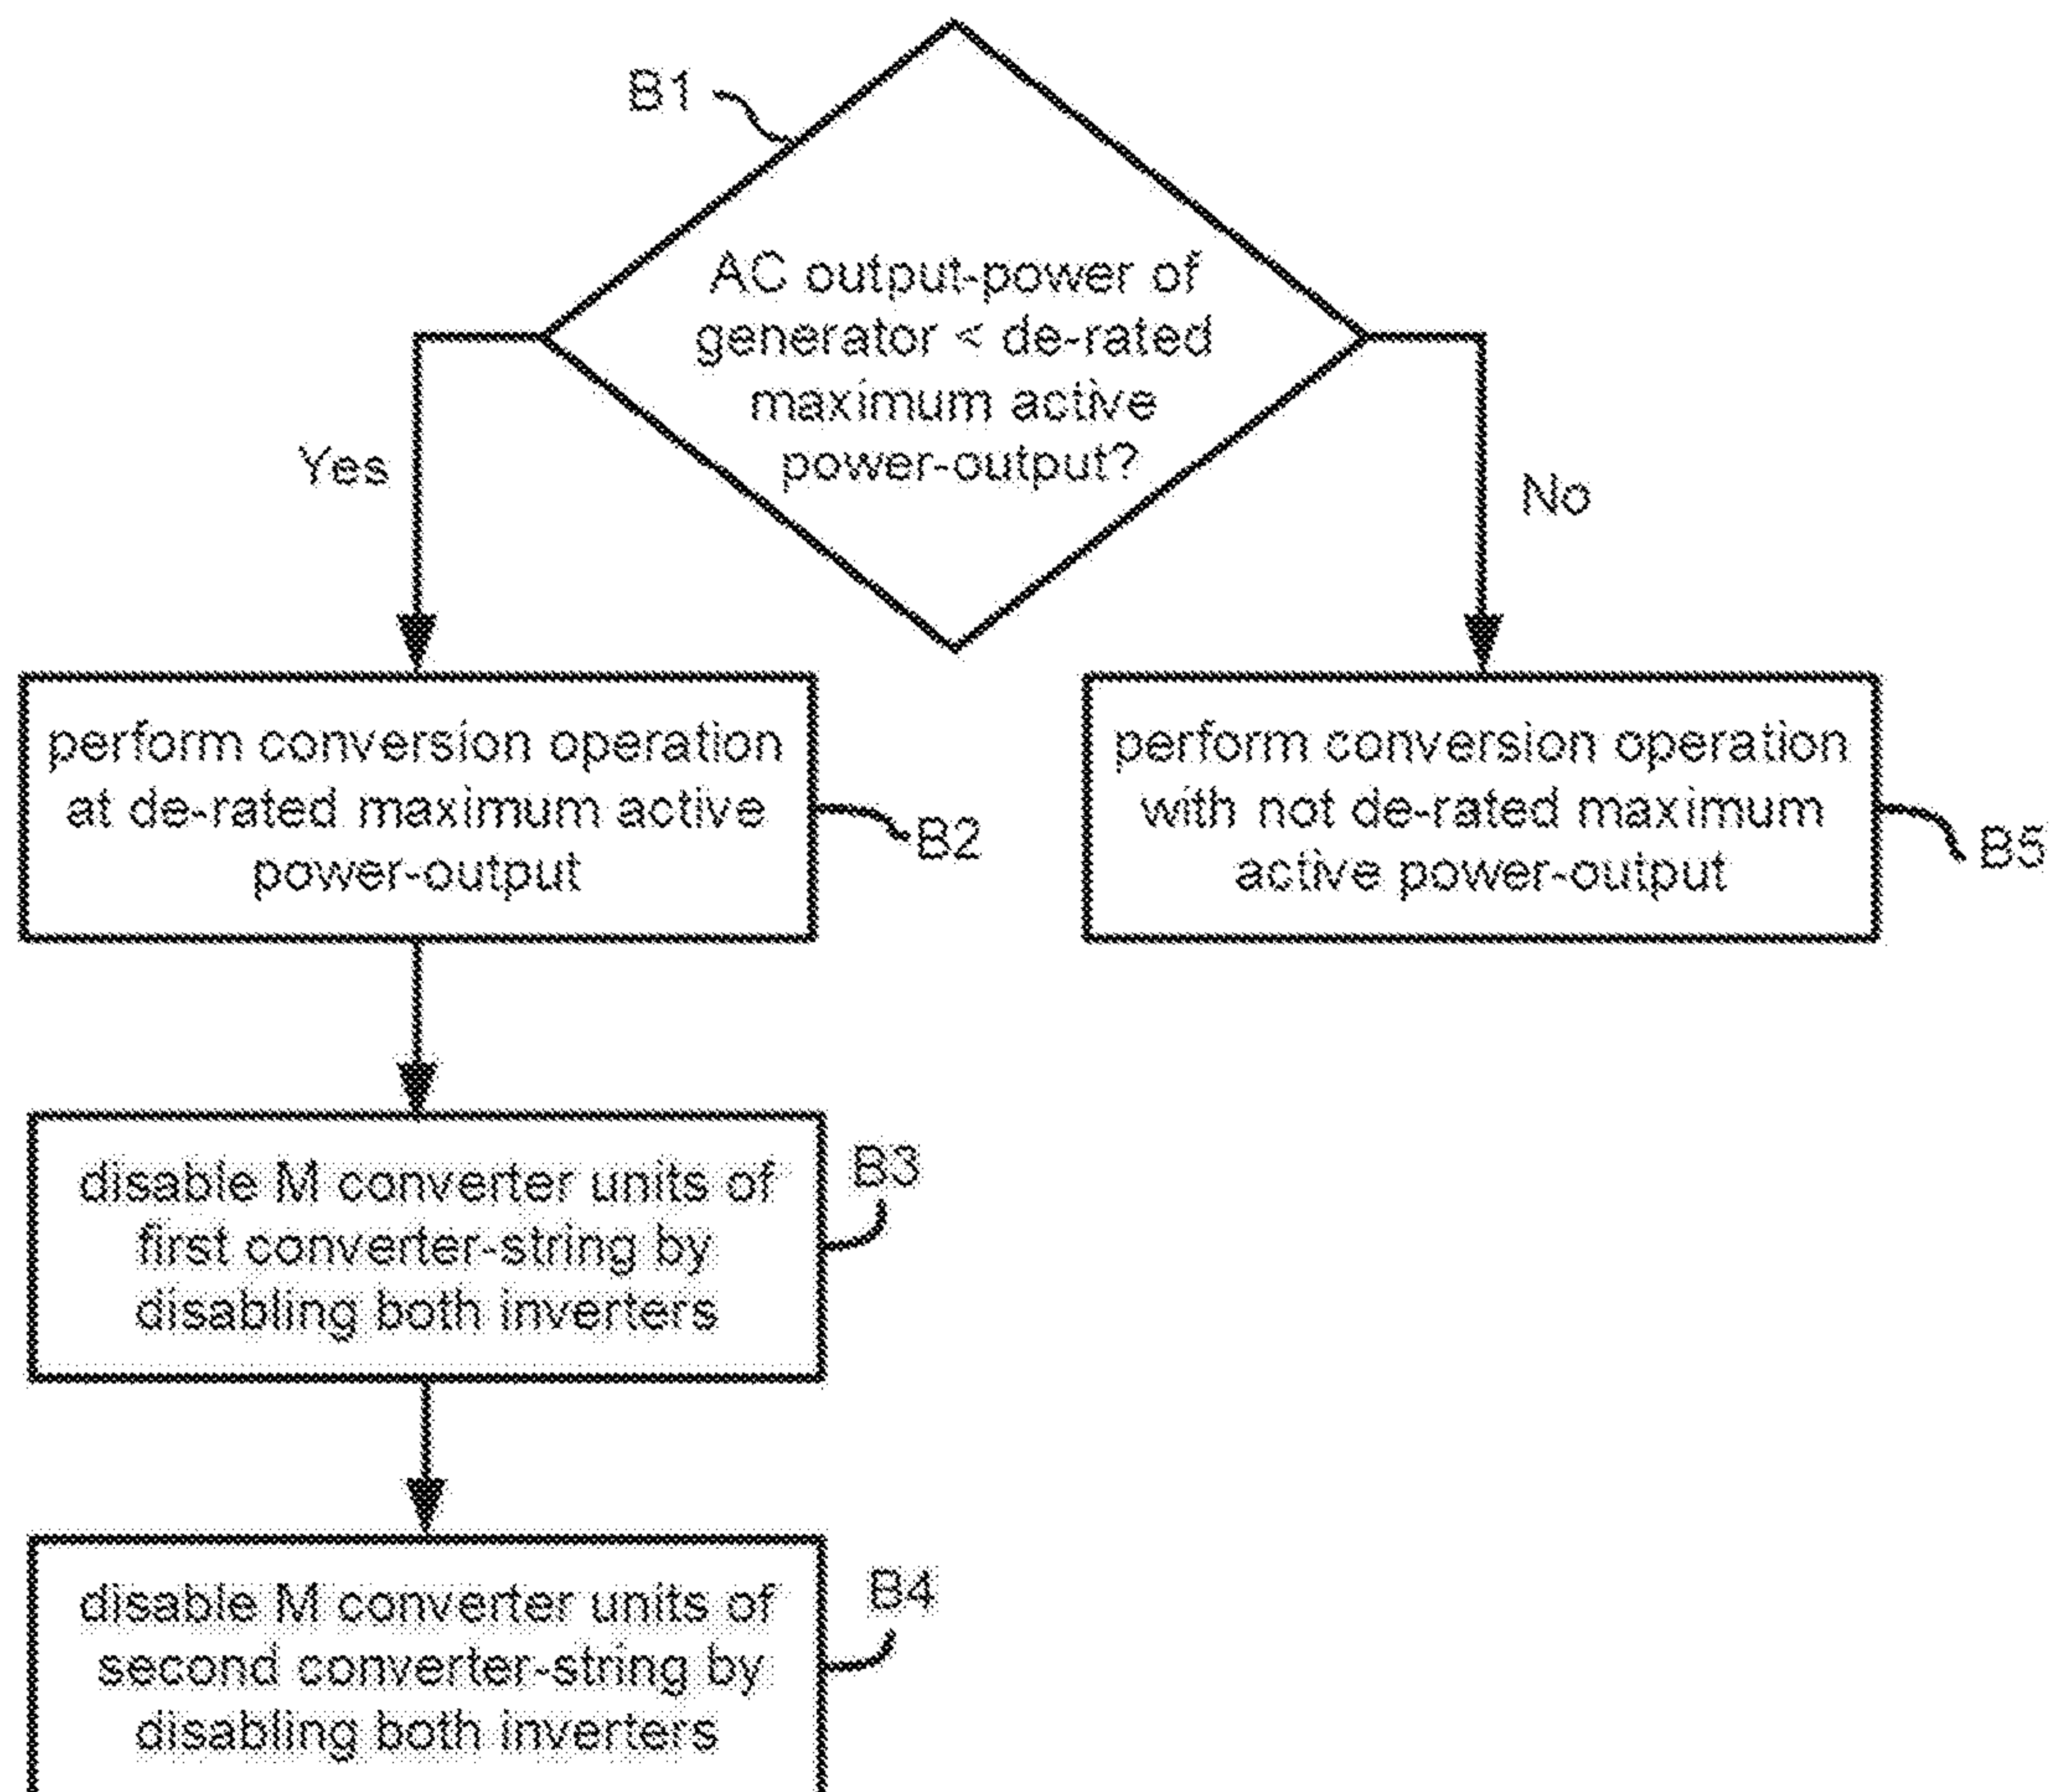 B1
AC output-power of
generator < de-rated
maximum active
power-output?
Yes
No
perform conversion operation
at de-rated maximum active
power-output
B2
perform conversion operation
with not de-rated maximum
active power-output
B5
disable M converter units of
first converter-string by
disabling both inverters
B3
disable M converter units of
second converter-string by
disabling both inverters
B4